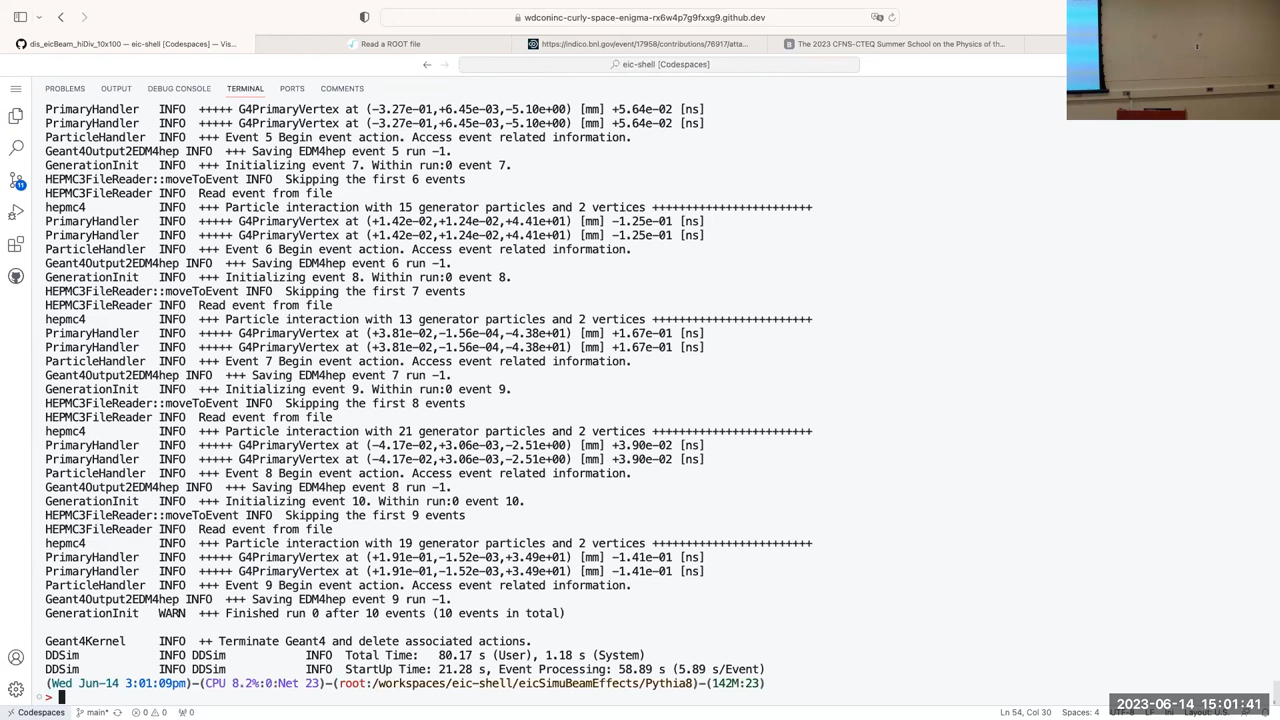 wdconinc-curly-space-enigma-rx6w4p7g9fxxg9.github.dev
dis_eicBeam_hiDiv_10x100 — eic-shell [Codespaces] — Vis...
Read a ROOT file
https://indico.bnl.gov/event/17958/contributions/76917/atta...
The 2023 CFNS-CTEQ Summer School on the Physics of th...
eic-shell [Codespaces]
PROBLEMS OUTPUT DEBUG CONSOLE TERMINAL PORTS COMMENTS
PrimaryHandler INFO +++++ G4PrimaryVertex at (-3.27e-01,+6.45e-03,-5.10e+00) [mm] +5.64e-02 [ns]
PrimaryHandler INFO +++++ G4PrimaryVertex at (-3.27e-01,+6.45e-03,-5.10e+00) [mm] +5.64e-02 [ns]
ParticleHandler INFO +++ Event 5 Begin event action. Access event related information.
Geant4Output2EDM4hep INFO +++ Saving EDM4hep event 5 run -1.
GenerationInit INFO +++ Initializing event 7. Within run:0 event 7.
HEPMC3FileReader::moveToEvent INFO Skipping the first 6 events
HEPMC3FileReader INFO Read event from file
hepmc4 INFO +++ Particle interaction with 15 generator particles and 2 vertices ++++++++++++++++++++++++
PrimaryHandler INFO +++++ G4PrimaryVertex at (+1.42e-02,+1.24e-02,+4.41e+01) [mm] -1.25e-01 [ns]
PrimaryHandler INFO +++++ G4PrimaryVertex at (+1.42e-02,+1.24e-02,+4.41e+01) [mm] -1.25e-01 [ns]
ParticleHandler INFO +++ Event 6 Begin event action. Access event related information.
Geant4Output2EDM4hep INFO +++ Saving EDM4hep event 6 run -1.
GenerationInit INFO +++ Initializing event 8. Within run:0 event 8.
HEPMC3FileReader::moveToEvent INFO Skipping the first 7 events
HEPMC3FileReader INFO Read event from file
hepmc4 INFO +++ Particle interaction with 13 generator particles and 2 vertices ++++++++++++++++++++++++
PrimaryHandler INFO +++++ G4PrimaryVertex at (+3.81e-02,-1.56e-04,-4.38e+01) [mm] +1.67e-01 [ns]
PrimaryHandler INFO +++++ G4PrimaryVertex at (+3.81e-02,-1.56e-04,-4.38e+01) [mm] +1.67e-01 [ns]
ParticleHandler INFO +++ Event 7 Begin event action. Access event related information.
Geant4Output2EDM4hep INFO +++ Saving EDM4hep event 7 run -1.
GenerationInit INFO +++ Initializing event 9. Within run:0 event 9.
HEPMC3FileReader::moveToEvent INFO Skipping the first 8 events
HEPMC3FileReader INFO Read event from file
hepmc4 INFO +++ Particle interaction with 21 generator particles and 2 vertices ++++++++++++++++++++++++
PrimaryHandler INFO +++++ G4PrimaryVertex at (-4.17e-02,+3.06e-03,-2.51e+00) [mm] +3.90e-02 [ns]
PrimaryHandler INFO +++++ G4PrimaryVertex at (-4.17e-02,+3.06e-03,-2.51e+00) [mm] +3.90e-02 [ns]
ParticleHandler INFO +++ Event 8 Begin event action. Access event related information.
Geant4Output2EDM4hep INFO +++ Saving EDM4hep event 8 run -1.
GenerationInit INFO +++ Initializing event 10. Within run:0 event 10.
HEPMC3FileReader::moveToEvent INFO Skipping the first 9 events
HEPMC3FileReader INFO Read event from file
hepmc4 INFO +++ Particle interaction with 19 generator particles and 2 vertices ++++++++++++++++++++++++
PrimaryHandler INFO +++++ G4PrimaryVertex at (+1.91e-01,-1.52e-03,+3.49e+01) [mm] -1.41e-01 [ns]
PrimaryHandler INFO +++++ G4PrimaryVertex at (+1.91e-01,-1.52e-03,+3.49e+01) [mm] -1.41e-01 [ns]
ParticleHandler INFO +++ Event 9 Begin event action. Access event related information.
Geant4Output2EDM4hep INFO +++ Saving EDM4hep event 9 run -1.
GenerationInit WARN +++ Finished run 0 after 10 events (10 events in total)
Geant4Kernel INFO ++ Terminate Geant4 and delete associated actions.
DDSim INFO DDSim INFO Total Time: 80.17 s (User), 1.18 s (System)
DDSim INFO DDSim INFO StartUp Time: 21.28 s, Event Processing: 58.89 s (5.89 s/Event)
(Wed Jun-14 3:01:09pm)-(CPU 8.2%:0:Net 23)-(root:/workspaces/eic-shell/eicSimuBeamEffects/Pythia8)-(142M:23)
>
11
Codespaces main* 0 0 0 Ln 54, Col 30 Spaces: 4
2023-06-14 15:01:41